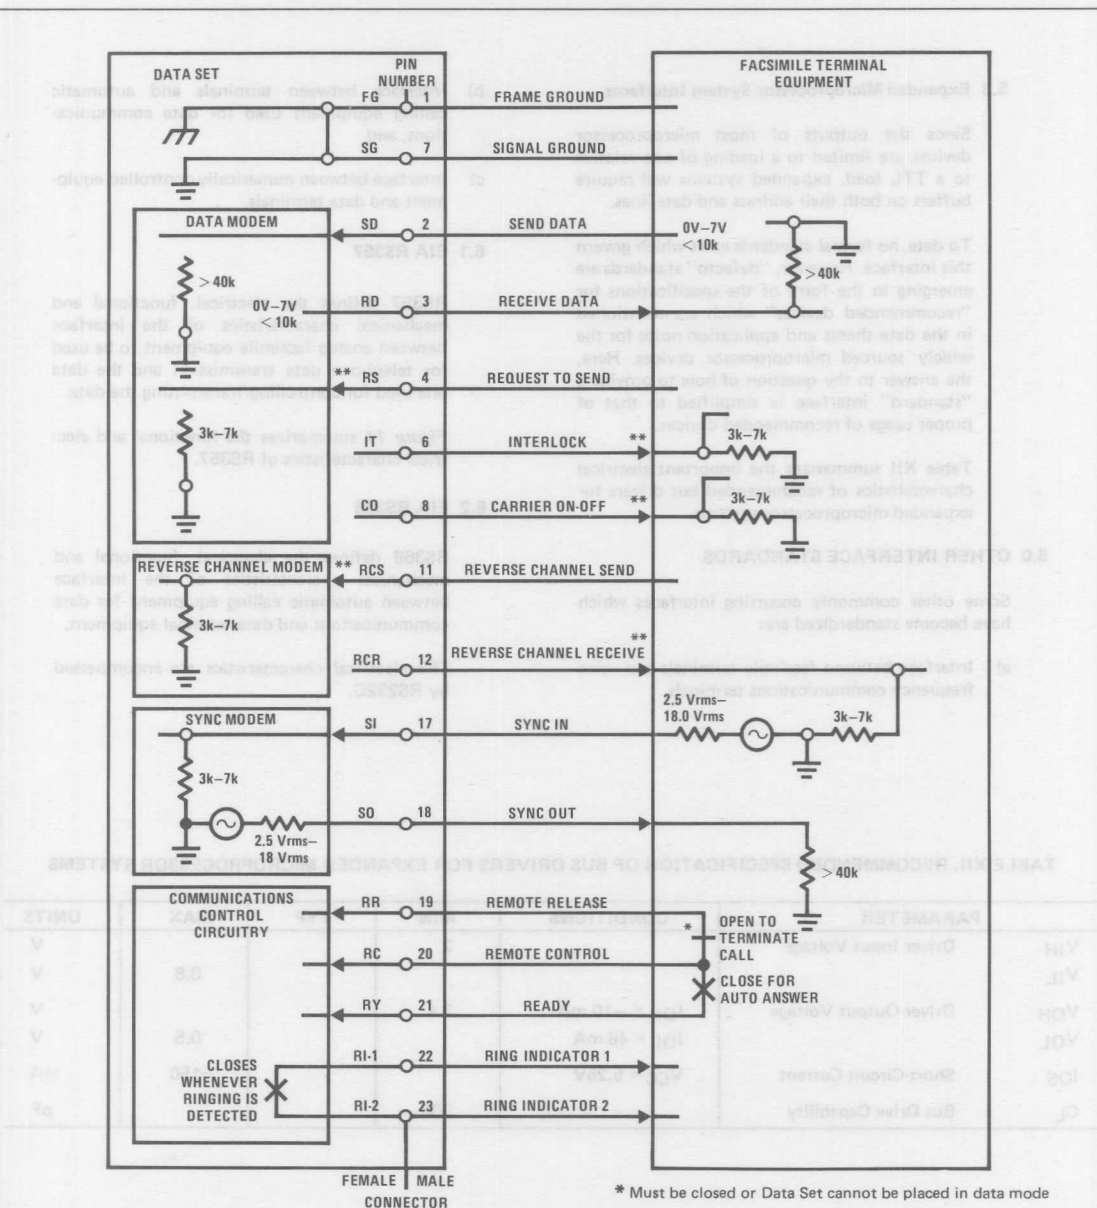 DATA SET
PIN
NUMBER
FACSIMILE TERMINAL
EQUIPMENT
FG 1 FRAME GROUND
SG 7 SIGNAL GROUND
DATA MODEM
SD 2 SEND DATA
0V–7V
< 10k
> 40k
> 40k
RD 3 RECEIVE DATA
0V–7V
< 10k
** RS 4 REQUEST TO SEND
3k–7k
IT 6 INTERLOCK **
3k–7k
CO 8 CARRIER ON-OFF **
3k–7k
REVERSE CHANNEL MODEM
** RCS 11 REVERSE CHANNEL SEND
3k–7k
RCR 12 REVERSE CHANNEL RECEIVE **
SYNC MODEM
SI 17 SYNC IN
2.5 Vrms–
18.0 Vrms
3k–7k
3k–7k
SO 18 SYNC OUT
2.5 Vrms–
18 Vrms
> 40k
COMMUNICATIONS
CONTROL
CIRCUITRY
RR 19 REMOTE RELEASE
* OPEN TO
TERMINATE
CALL
RC 20 REMOTE CONTROL
CLOSE FOR
AUTO ANSWER
RY 21 READY
RI-1 22 RING INDICATOR 1
CLOSES
WHENEVER
RINGING IS
DETECTED
RI-2 23 RING INDICATOR 2
FEMALE MALE
CONNECTOR
* Must be closed or Data Set cannot be placed in data mode